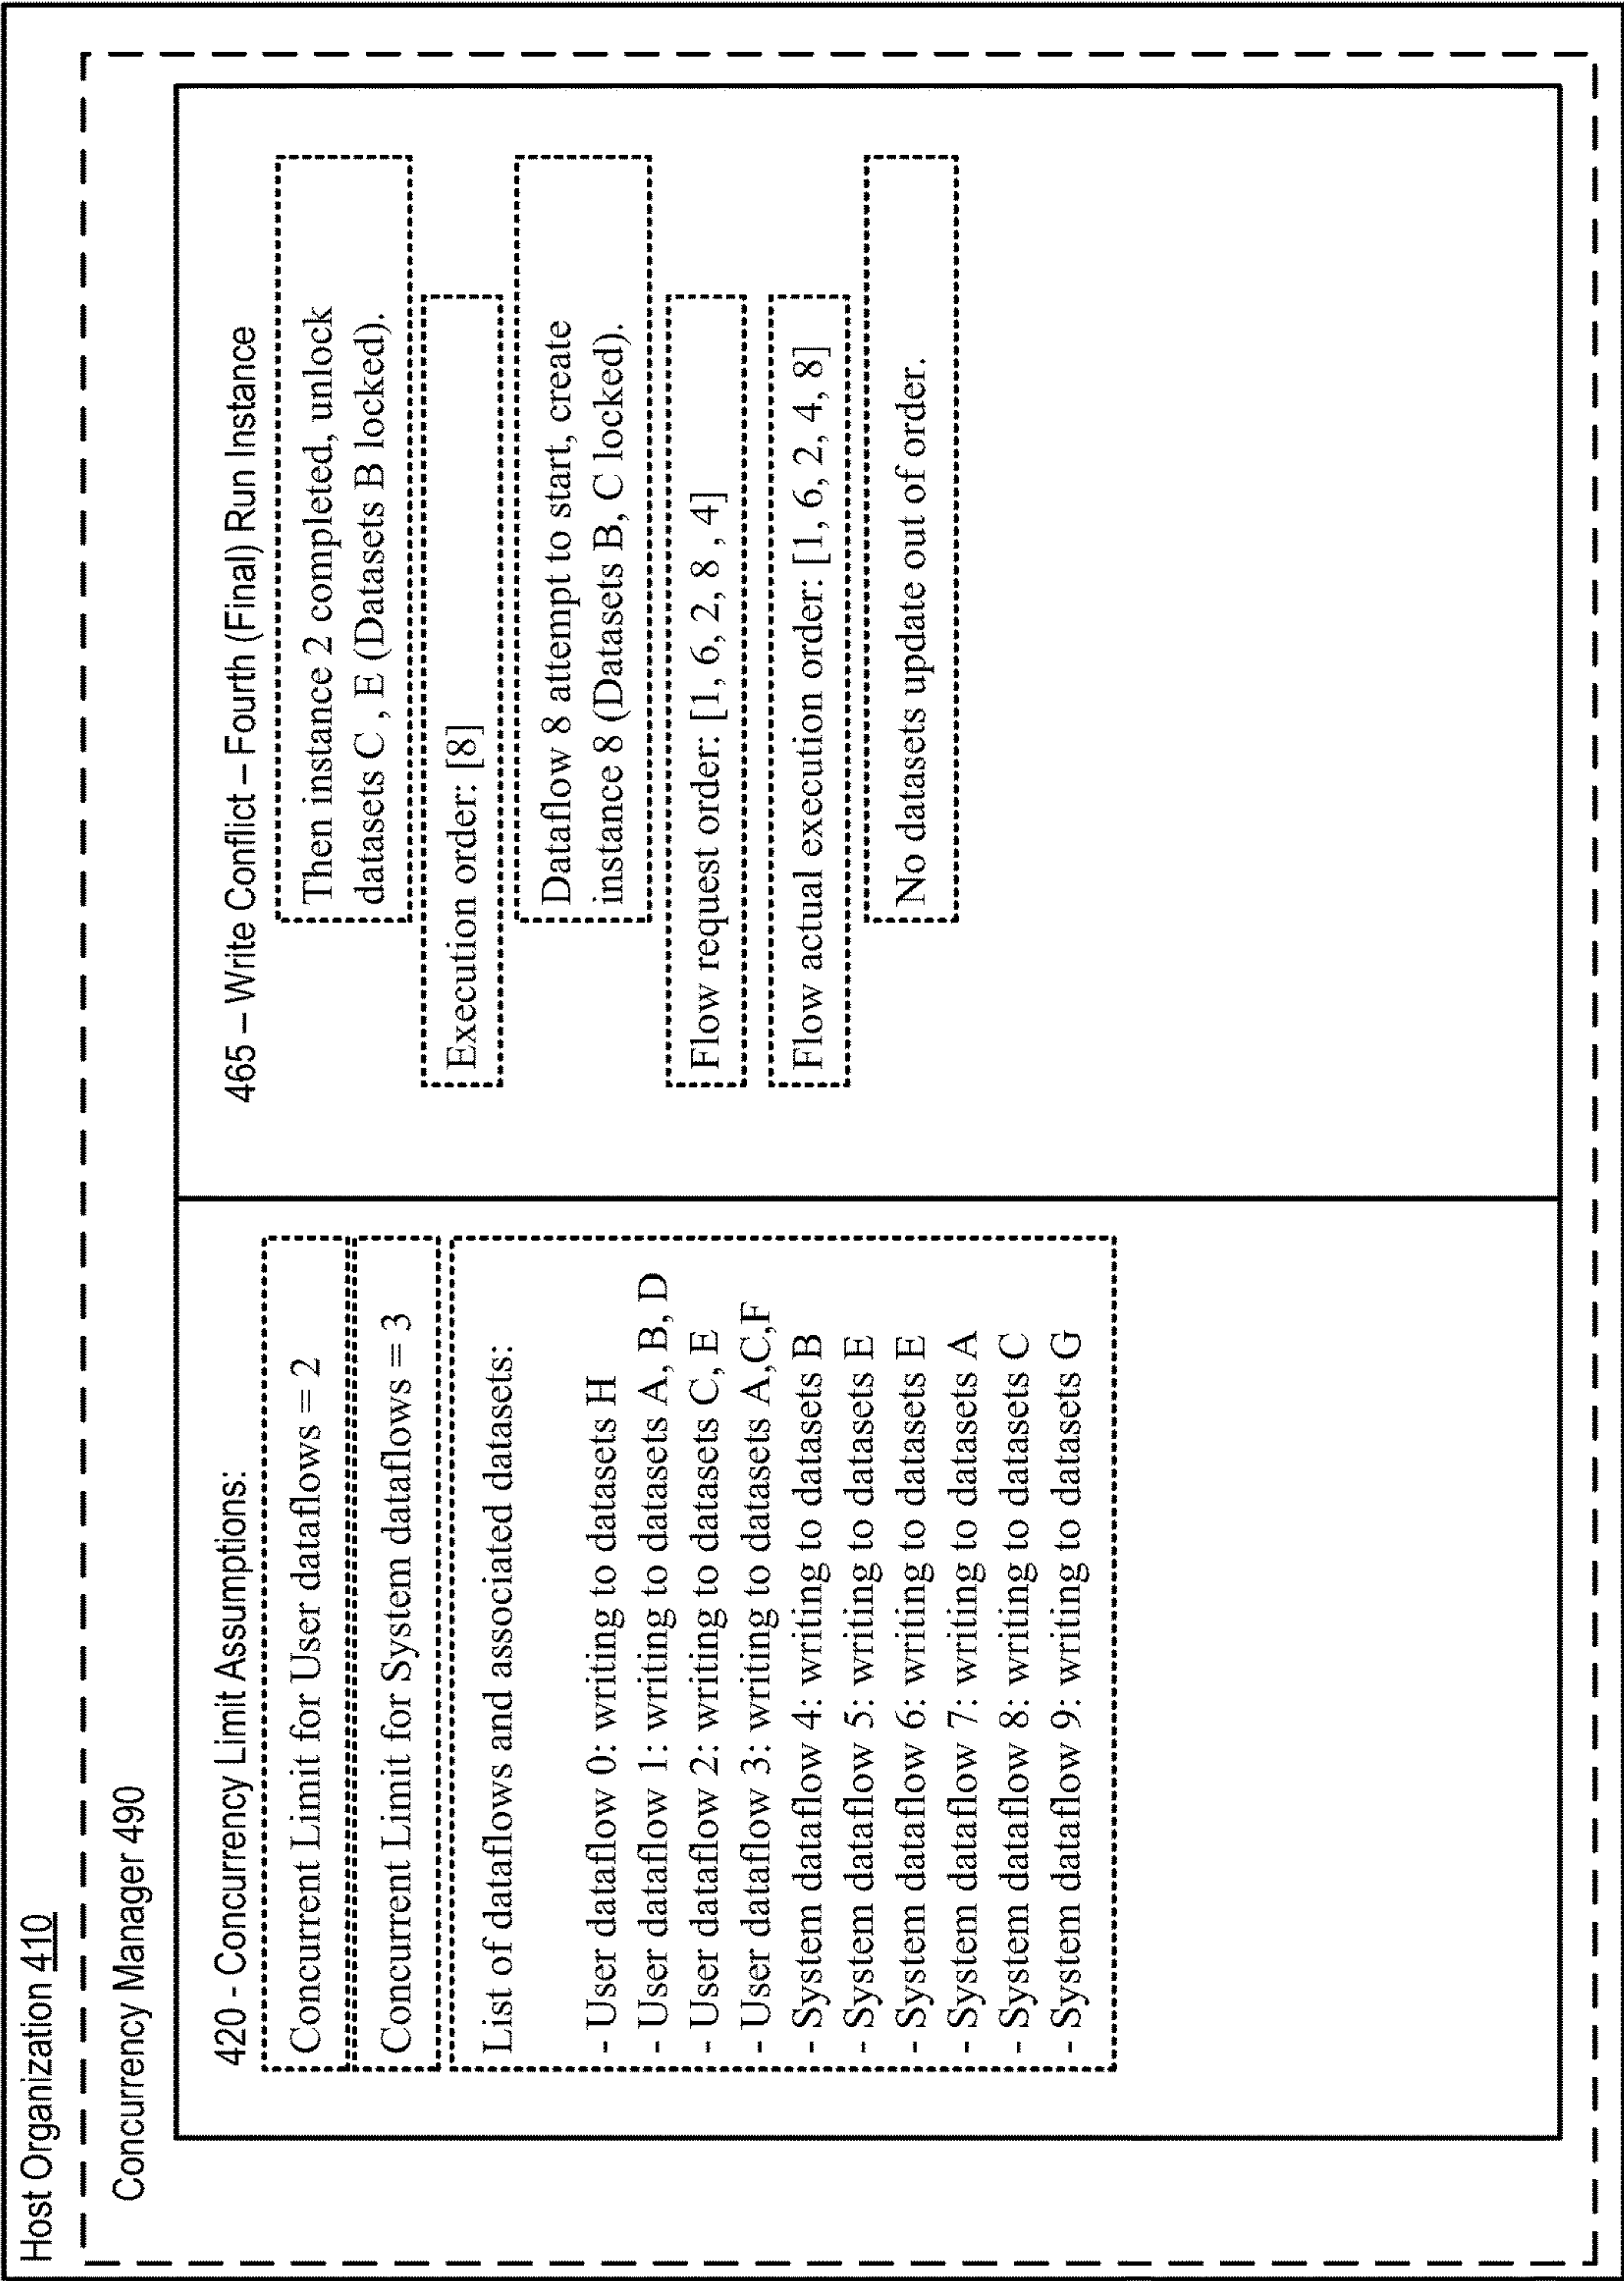 Host Organization 410
Concurrency Manager 490
420 - Concurrency Limit Assumptions:
Concurrent Limit for User dataflows = 2
Concurrent Limit for System dataflows = 3
List of dataflows and associated datasets:
- User dataflow 0: writing to datasets H
- User dataflow 1: writing to datasets A, B, D
- User dataflow 2: writing to datasets C, E
- User dataflow 3: writing to datasets A,C,F
- System dataflow 4: writing to datasets B
- System dataflow 5: writing to datasets E
- System dataflow 6: writing to datasets E
- System dataflow 7: writing to datasets A
- System dataflow 8: writing to datasets C
- System dataflow 9: writing to datasets G
465 – Write Conflict – Fourth (Final) Run Instance
Then instance 2 completed, unlock
datasets C , E (Datasets B locked).
Execution order: [8]
Dataflow 8 attempt to start, create
instance 8 (Datasets B, C locked).
Flow request order: [1, 6, 2, 8 , 4]
Flow actual execution order: [1, 6, 2, 4, 8]
No datasets update out of order.